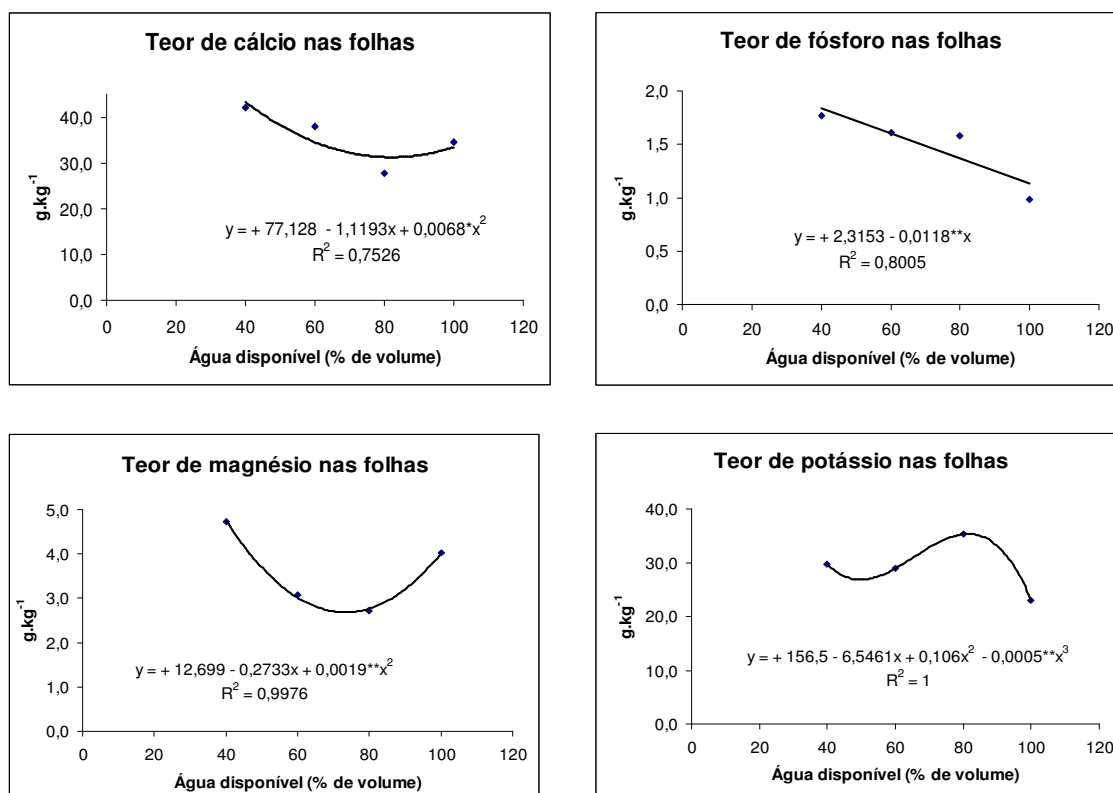 Teor de cálcio nas folhas
40,0
30,0
20,0
10,0
0,0
g.kg⁻¹
y = + 77,128 - 1,1193x + 0,0068*x²
R² = 0,7526
0 20 40 60 80 100 120
Água disponível (% de volume)
Teor de fósforo nas folhas
2,0
1,5
1,0
0,5
0,0
g.kg⁻¹
y = + 2,3153 - 0,0118**x
R² = 0,8005
0 20 40 60 80 100 120
Água disponível (% de volume)
Teor de magnésio nas folhas
5,0
4,0
3,0
2,0
1,0
0,0
g.kg⁻¹
y = + 12,699 - 0,2733x + 0,0019**x²
R² = 0,9976
0 20 40 60 80 100 120
Água disponível (% de volume)
Teor de potássio nas folhas
40,0
30,0
20,0
10,0
0,0
g.kg⁻¹
y = + 156,5 - 6,5461x + 0,106x² - 0,0005**x³
R² = 1
0 20 40 60 80 100 120
Água disponível (% de volume)